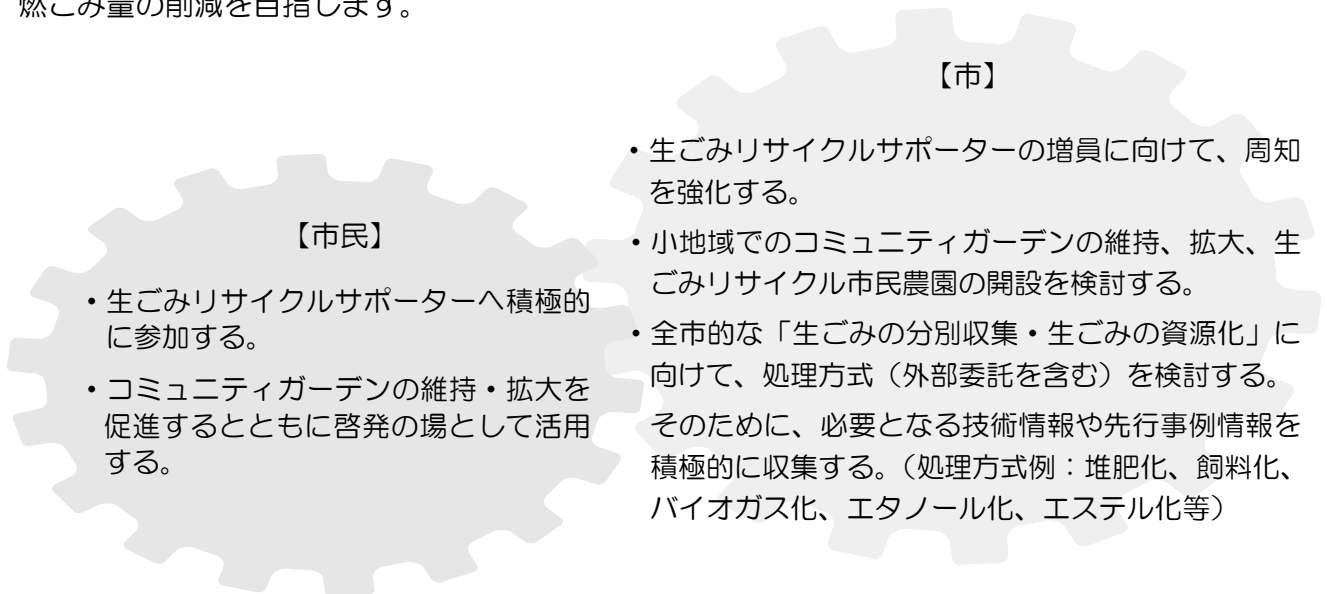 燃ごみ量の削減を目指します。
【市民】
・生ごみリサイクルサポーターへ積極的
に参加する。
・コミュニティガーデンの維持・拡大を
促進するとともに啓発の場として活用
する。
【市】
・生ごみリサイクルサポーターの増員に向けて、周知
を強化する。
・小地域でのコミュニティガーデンの維持、拡大、生
ごみリサイクル市民農園の開設を検討する。
・全市的な「生ごみの分別収集・生ごみの資源化」に
向けて、処理方式（外部委託を含む）を検討する。
そのために、必要となる技術情報や先行事例情報を
積極的に収集する。（処理方式例：堆肥化、飼料化、
バイオガス化、エタノール化、エステル化等）